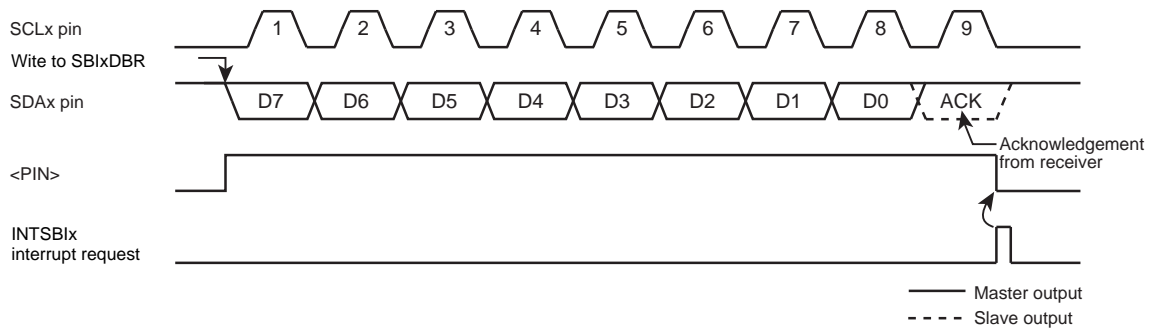 SCLx pin
1 2 3 4 5 6 7 8 9
Wite to SBIxDBR
SDAx pin
D7 D6 D5 D4 D3 D2 D1 D0 ACK
Acknowledgement
from receiver
<PIN>
INTSBIx
interrupt request
Master output
Slave output